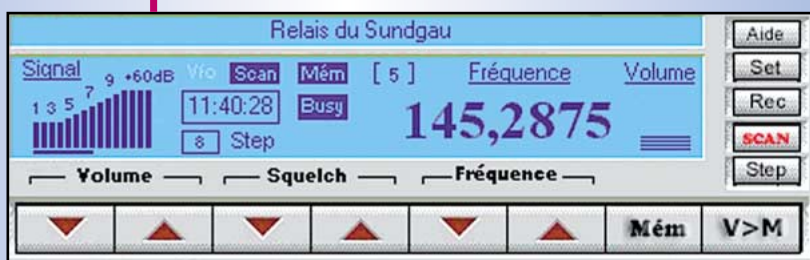 Relais du Sundgau
Aide
Signal
9 +60dB
1 3 5 7
Vfo Scan Mém [ 5 ] Fréquence Volume
Set
11:40:28 Busy
145,2875
Rec
8 Step
SCAN
Volume Squelch Fréquence
Step
Mém V>M